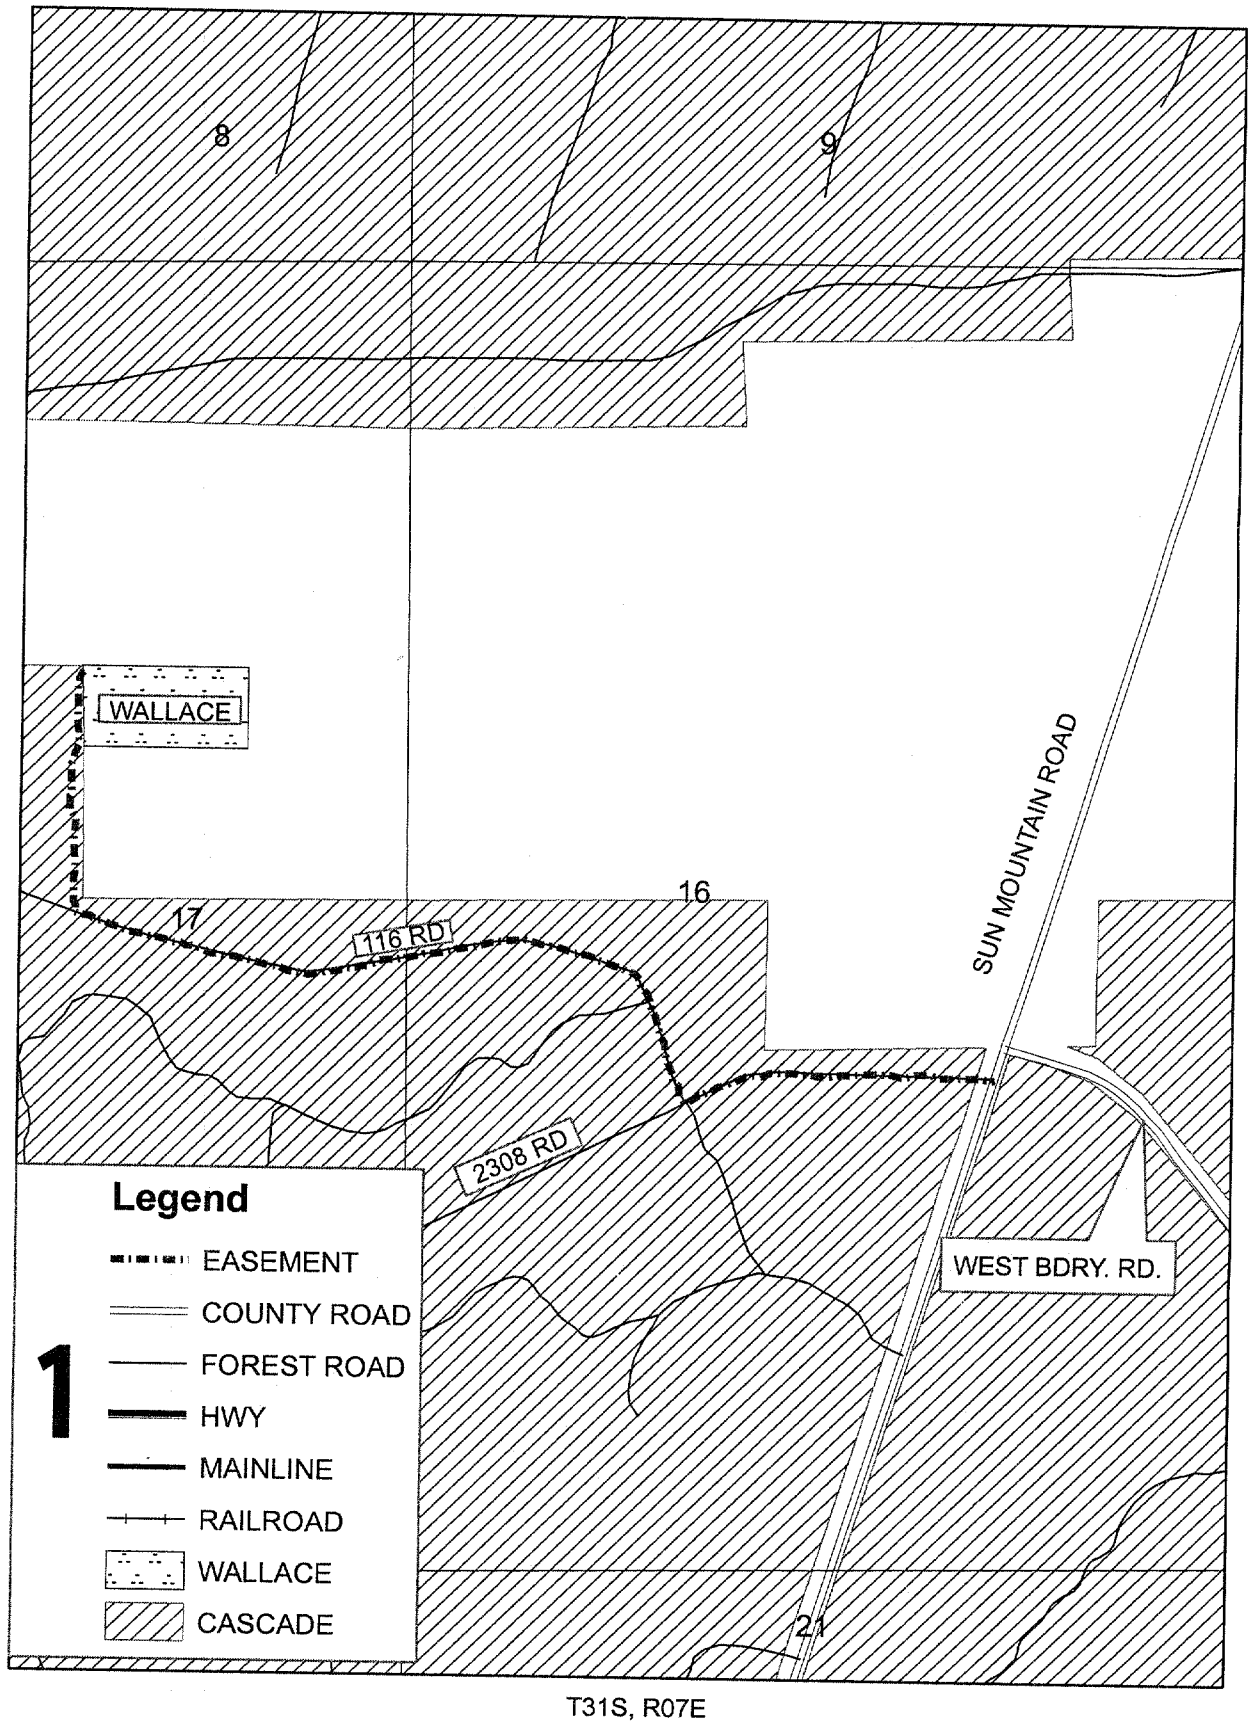 8
9
WALLACE
SUN MOUNTAIN ROAD
16
17
116 RD
2308 RD
WEST BDRY. RD.
Legend
EASEMENT
COUNTY ROAD
FOREST ROAD
1
HWY
MAINLINE
RAILROAD
WALLACE
CASCADE
21
T31S, R07E